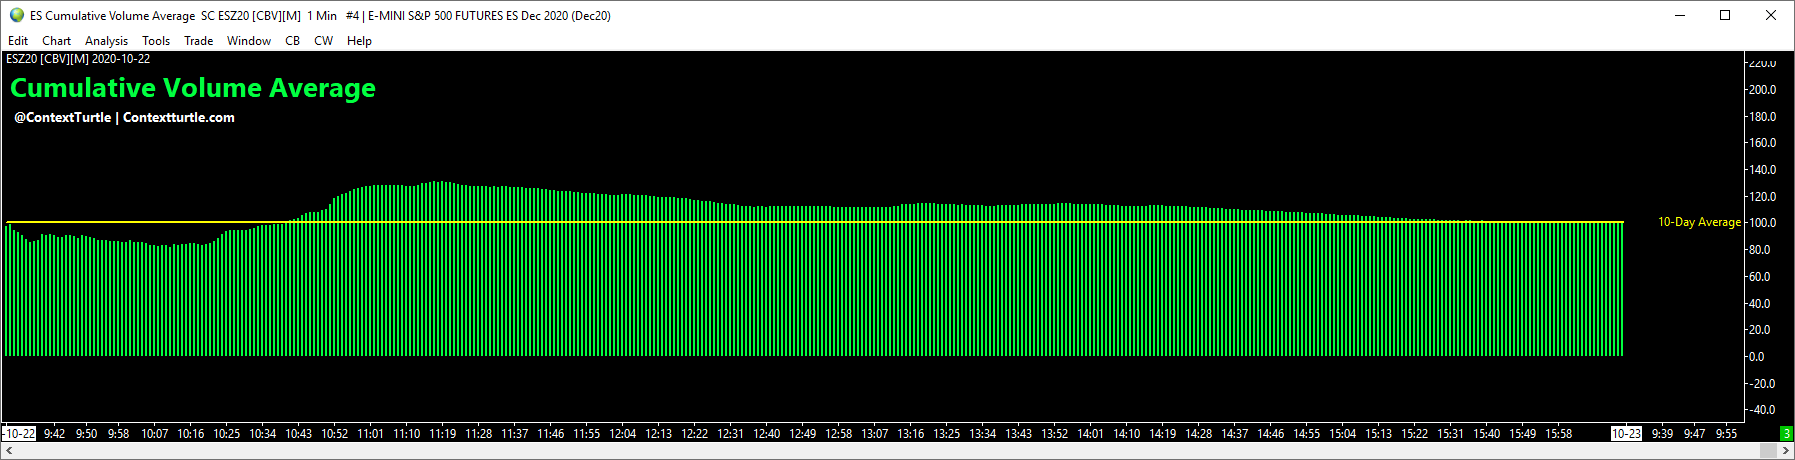 ES Cumulative Volume Average SC ESZ20 [CBV][M] 1 Min #4 | E-MINI S&P 500 FUTURES ES Dec 2020 (Dec20)
Edit Chart Analysis Tools Trade Window CB CW Help
ESZ20 [CBV][M] 2020-10-22
Cumulative Volume Average
@ContextTurtle | Contextturtle.com
220.0
200.0
180.0
160.0
140.0
120.0
10-Day Average 100.0
80.0
60.0
40.0
20.0
0.0
-20.0
-40.0
-10-22 9:42 9:50 9:58 10:07 10:16 10:25 10:34 10:43 10:52 11:01 11:10 11:19 11:28 11:37 11:46 11:55 12:04 12:13 12:22 12:31 12:40 12:49 12:58 13:07 13:16 13:25 13:34 13:43 13:52 14:01 14:10 14:19 14:28 14:37 14:46 14:55 15:04 15:13 15:22 15:31 15:40 15:49 15:58 10-23 9:39 9:47 9:55 3